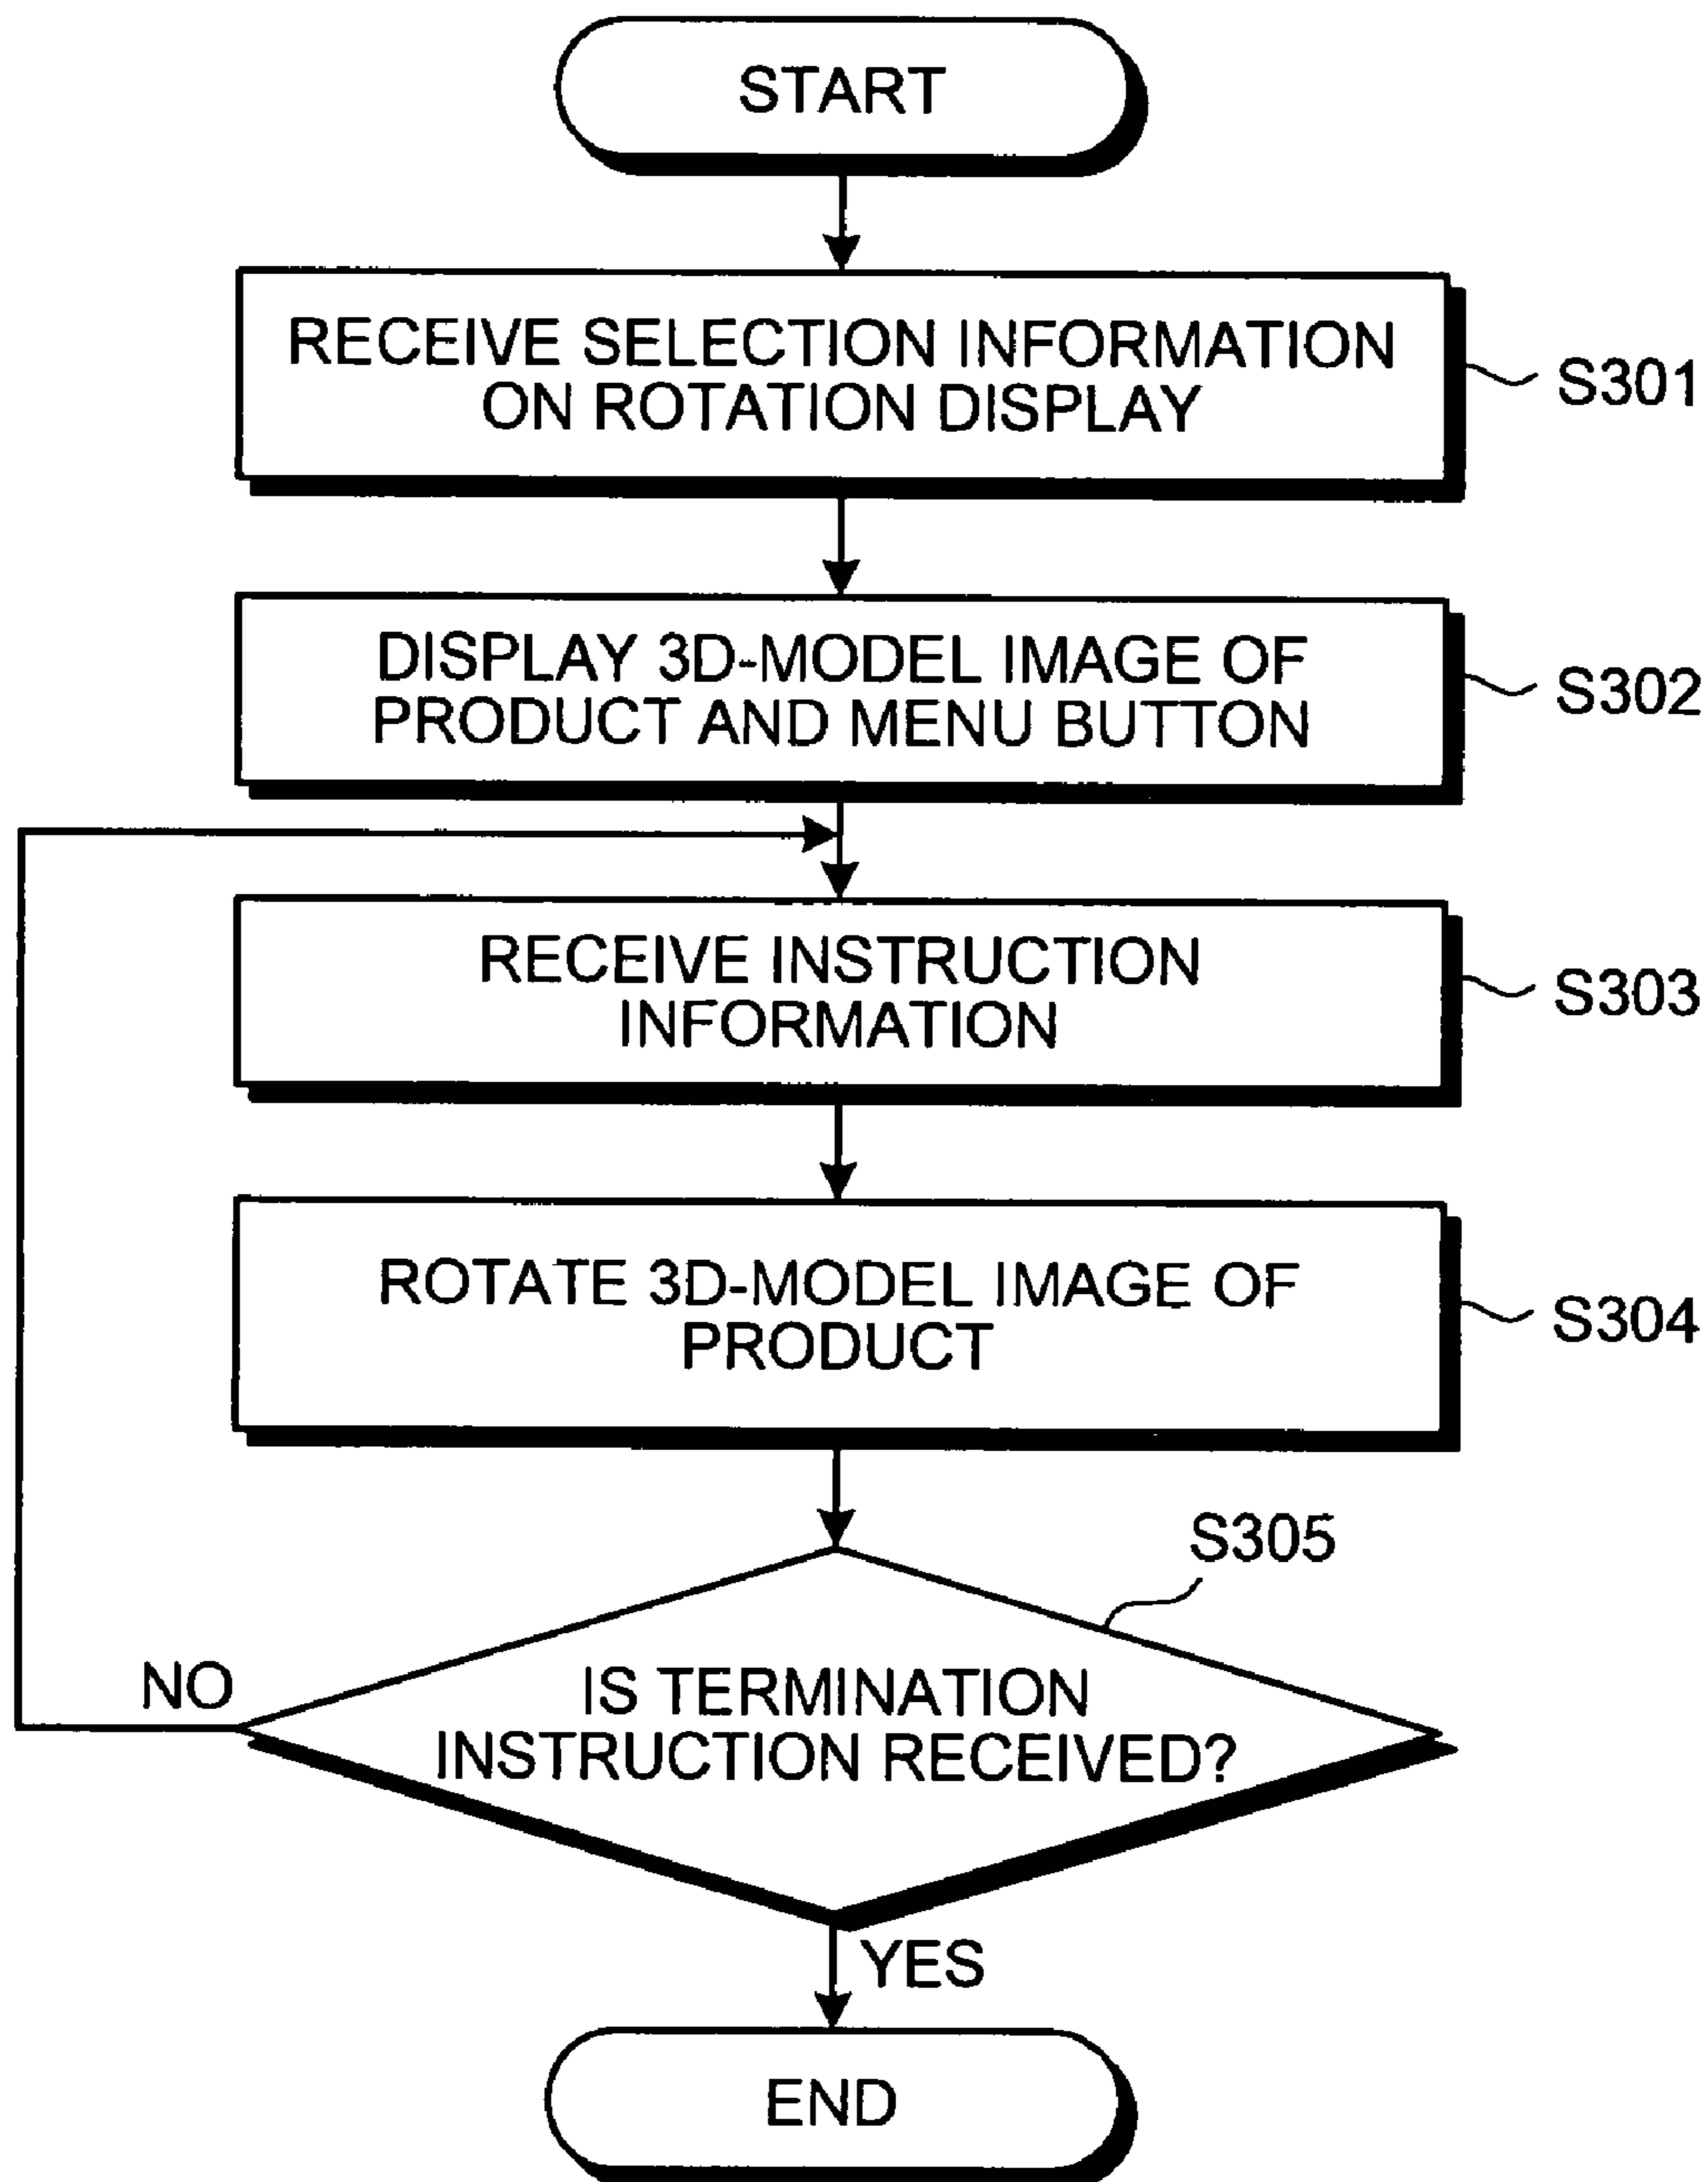 START
RECEIVE SELECTION INFORMATION
ON ROTATION DISPLAY
S301
DISPLAY 3D-MODEL IMAGE OF
PRODUCT AND MENU BUTTON
S302
RECEIVE INSTRUCTION
INFORMATION
S303
ROTATE 3D-MODEL IMAGE OF
PRODUCT
S304
S305
IS TERMINATION
INSTRUCTION RECEIVED?
NO
YES
END